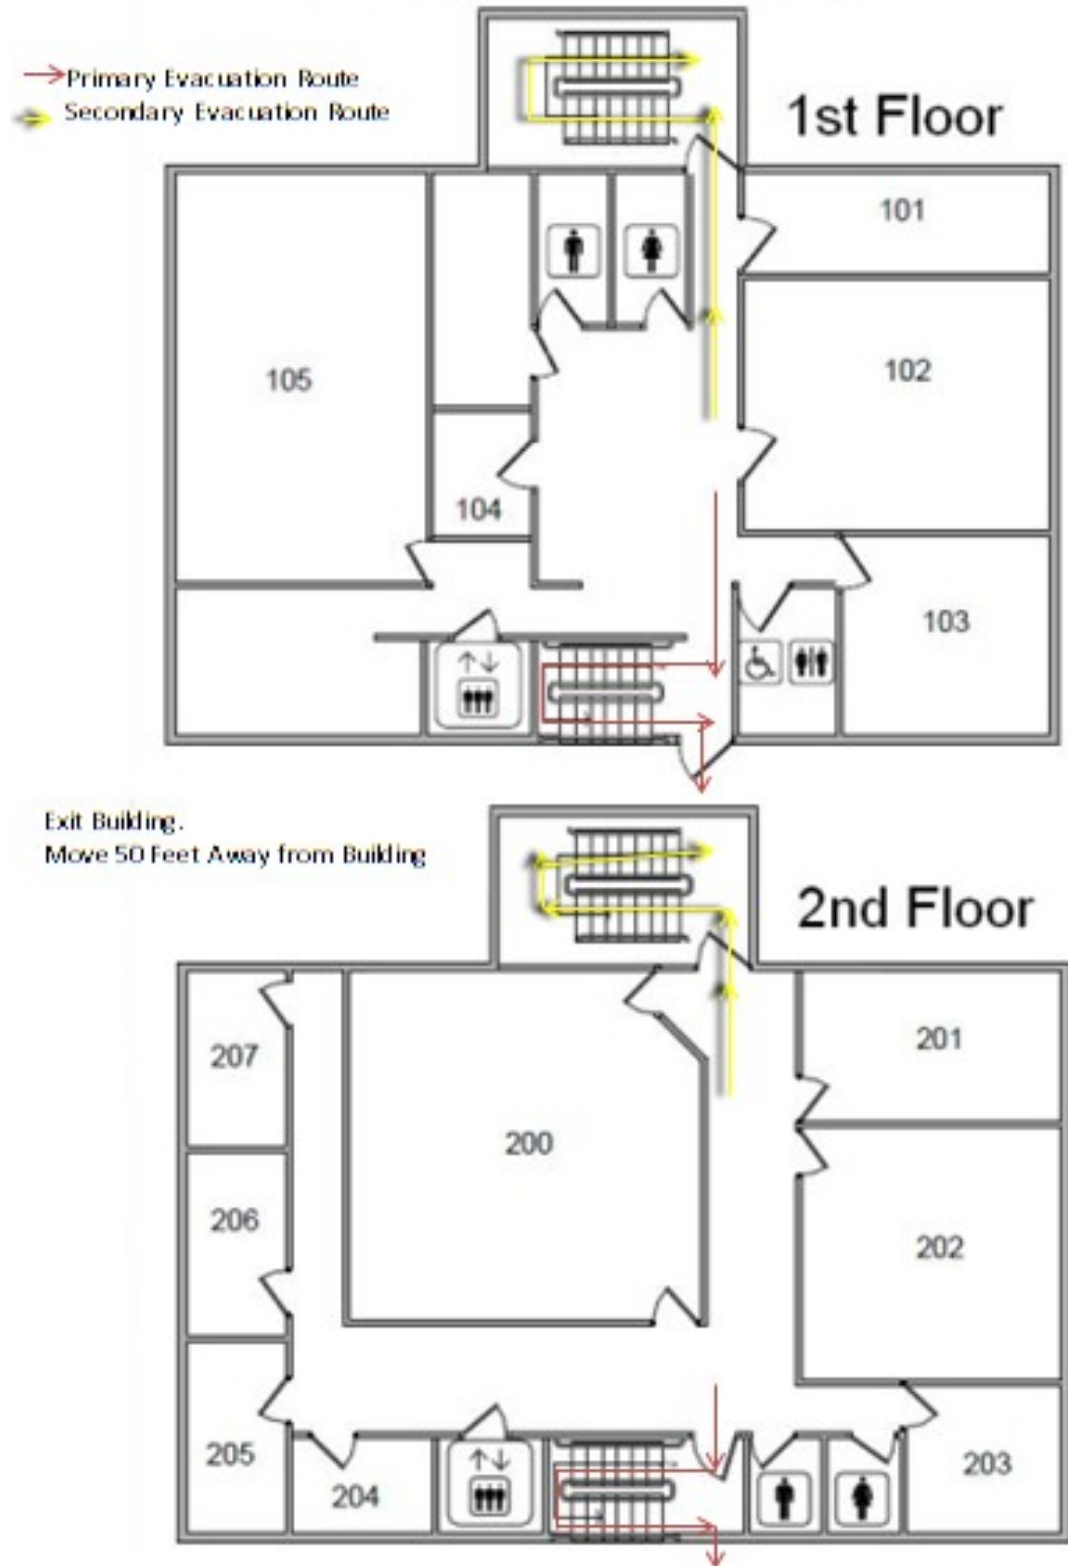 Primary Evacuation Route
Secondary Evacuation Route
1st Floor
101
102
105
104
103
Exit Building.
Move 50 Feet Away from Building
2nd Floor
201
207
200
206
202
205
204
203